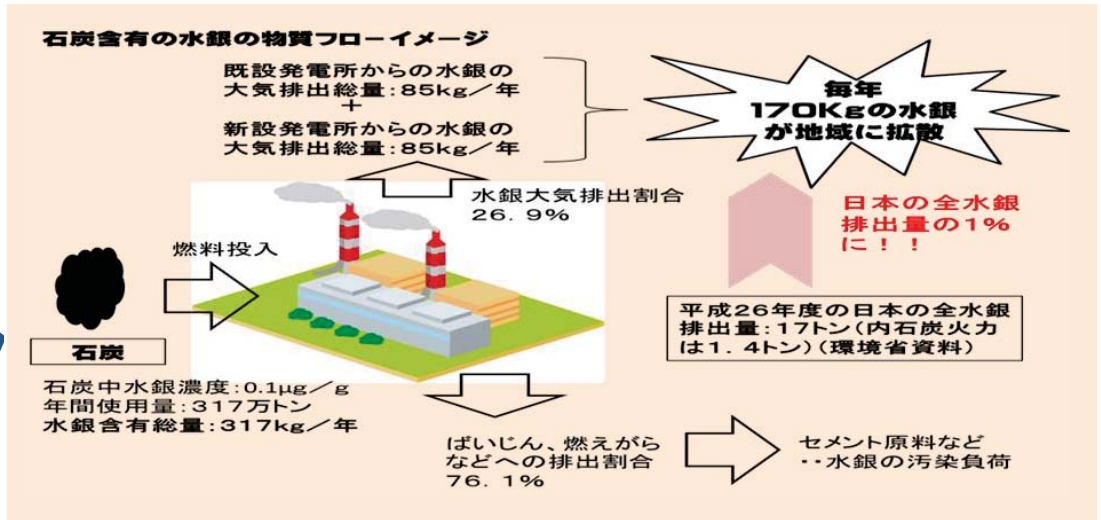 石炭含有の水銀の物質フローイメージ
既設発電所からの水銀の
大気排出総量:85kg／年
＋
新設発電所からの水銀の
大気排出総量:85kg／年
毎年
170Kgの水銀
が地域に拡散
水銀大気排出割合
26．9%
日本の全水銀
排出量の1%
に！！
燃料投入
石炭
平成26年度の日本の全水銀
排出量:17トン(内石炭火力
は1．4トン)(環境省資料)
石炭中水銀濃度:0.1μg／g
年間使用量:317万トン
水銀含有総量:317kg／年
ばいじん、燃えがら
などへの排出割合
76．1%
セメント原料など
‥水銀の汚染負荷